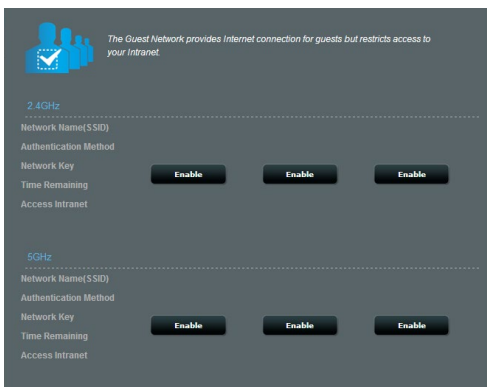 The Guest Network provides Internet connection for guests but restricts access to
your Intranet.
2.4GHz
Network Name(SSID)
Authentication Method
Network Key
Enable Enable Enable
Time Remaining
Access Intranet
5GHz
Network Name(SSID)
Authentication Method
Network Key
Enable Enable Enable
Time Remaining
Access Intranet